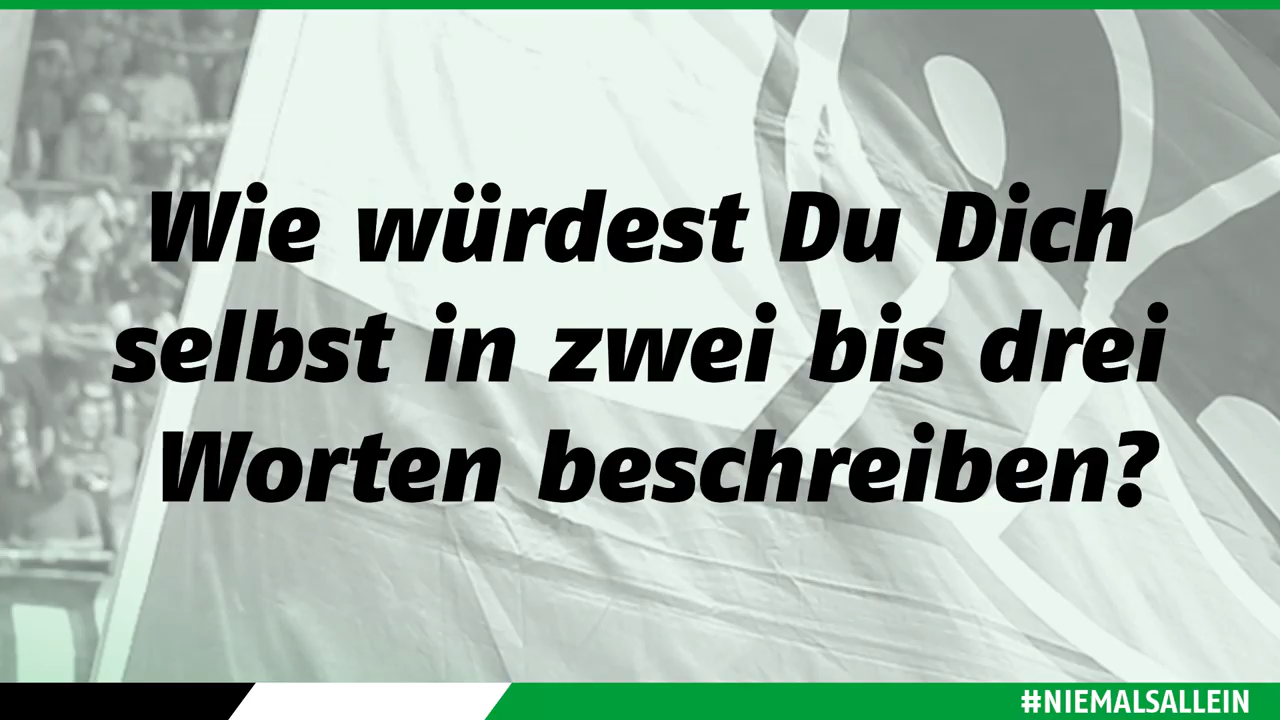 Wie würdest Du Dich
selbst in zwei bis drei
Worten beschreiben?
#NIEMALSALLEIN